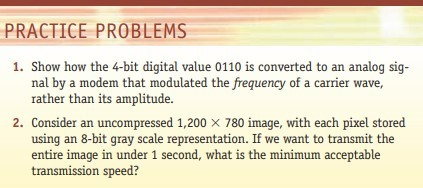 PRACTICE PROBLEMS
1. Show how the 4-bit digital value 0110 is converted to an analog sig-
nal by a modem that modulated the frequency of a carrier wave,
rather than its amplitude.
2. Consider an uncompressed 1,200 × 780 image, with each pixel stored
using an 8-bit gray scale representation. If we want to transmit the
entire image in under 1 second, what is the minimum acceptable
transmission speed?